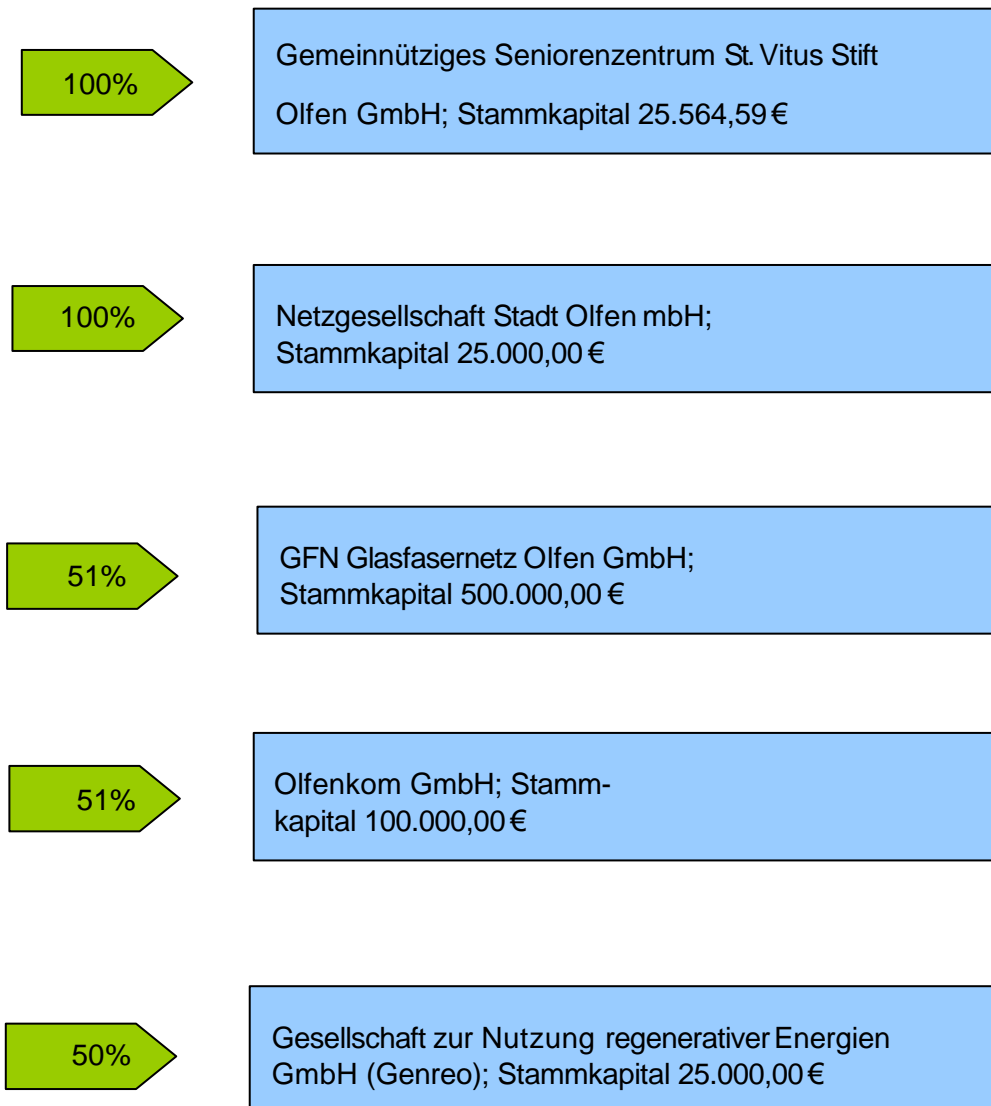 100%
Gemeinnütziges Seniorenzentrum St. Vitus Stift
Olfen GmbH; Stammkapital 25.564,59 €
100%
Netzgesellschaft Stadt Olfen mbH;
Stammkapital 25.000,00 €
51%
GFN Glasfasernetz Olfen GmbH;
Stammkapital 500.000,00 €
51%
Olfenkom GmbH; Stamm-
kapital 100.000,00 €
50%
Gesellschaft zur Nutzung regenerativer Energien
GmbH (Genreo); Stammkapital 25.000,00 €